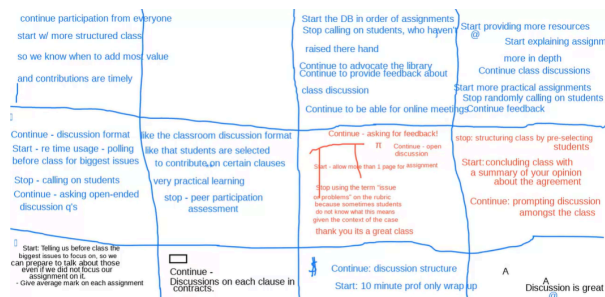 continue participation from everyone
start w/ more structured class
so we know when to add most value
and contributions are timely
Start the DB in order of assignments
Stop calling on students, who haven't
raised there hand
Continue to advocate the library
Continue to provide feedback about
class discussion
Continue to be able for online meetings
Start providing more resources
@
Start explaining assignm
more in depth
Continue class discussions
Start more practical assignments
Stop randomly calling on students
Continue feedback
Continue - discussion format
Start - re time usage - polling
before class for biggest issues
Stop - calling on students
Continue - asking open-ended
discussion q's
like the classroom discussion format
like that students are selected
to contribute on certain clauses
very practical learning
stop - peer participation
assessment
Continue - asking for feedback!
π
Continue - open
discussion
Start - allow more than 1 page for assignment
Stop using the term "issue
or problems" on the rubric
because sometimes students
do not know what this means
given the context of the case
thank you its a great class
stop: structuring class by pre-selecting
students
Start:concluding class with
a summary of your opinion
about the agreement
Continue: prompting discussion
amongst the class
Start: Telling us before class the
biggest issues to focus on, so we
can prepare to talk about those
even if we did not focus our
assignment on it.
- Give average mark on each assignment
Continue -
Discussions on each clause in
contracts.
$
Continue: discussion structure
Start: 10 minute prof only wrap up
A
A
Discussion is great
@